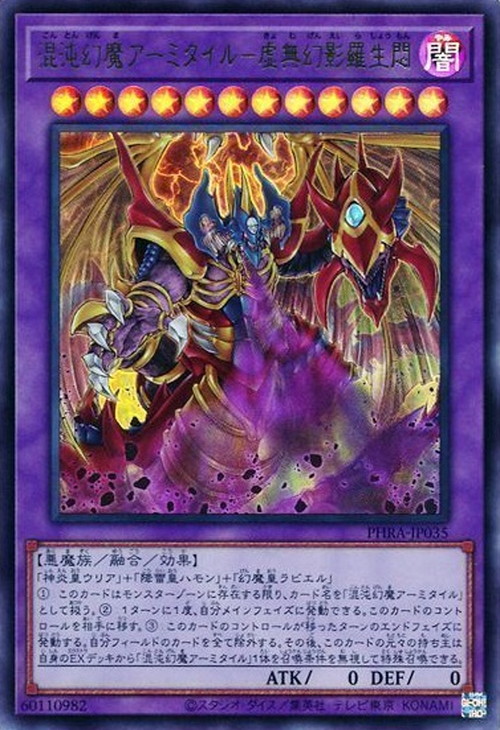 混沌幻魔アーミタイル-虚無幻影羅生悶
闇
PHRA-JP035
【悪魔族／融合／効果】
「神炎皇ウリア」+「降雷皇ハモン」+「幻魔皇ラビエル」
① このカードはモンスターゾーンに存在する限り、カード名を「混沌幻魔アーミタイル」
として扱う。② １ターンに１度、自分メインフェイズに発動できる。このカードのコント
ロールを相手に移す。③ このカードのコントロールが移ったターンのエンドフェイズに
発動する。自分フィールドのカードを全て除外する。その後、このカードの元々の持ち主は
自身のEXデッキから「混沌幻魔アーミタイル」1体を召喚条件を無視して特殊召喚できる。
ATK/ 0 DEF/ 0
60110982
©スタジオ・ダイス／集英社・テレビ東京・KONAMI